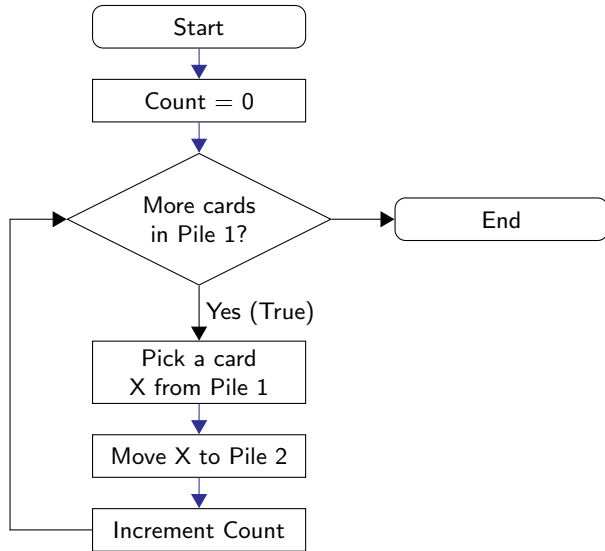 Start
Count = 0
More cards
in Pile 1?
End
Yes (True)
Pick a card
X from Pile 1
Move X to Pile 2
Increment Count